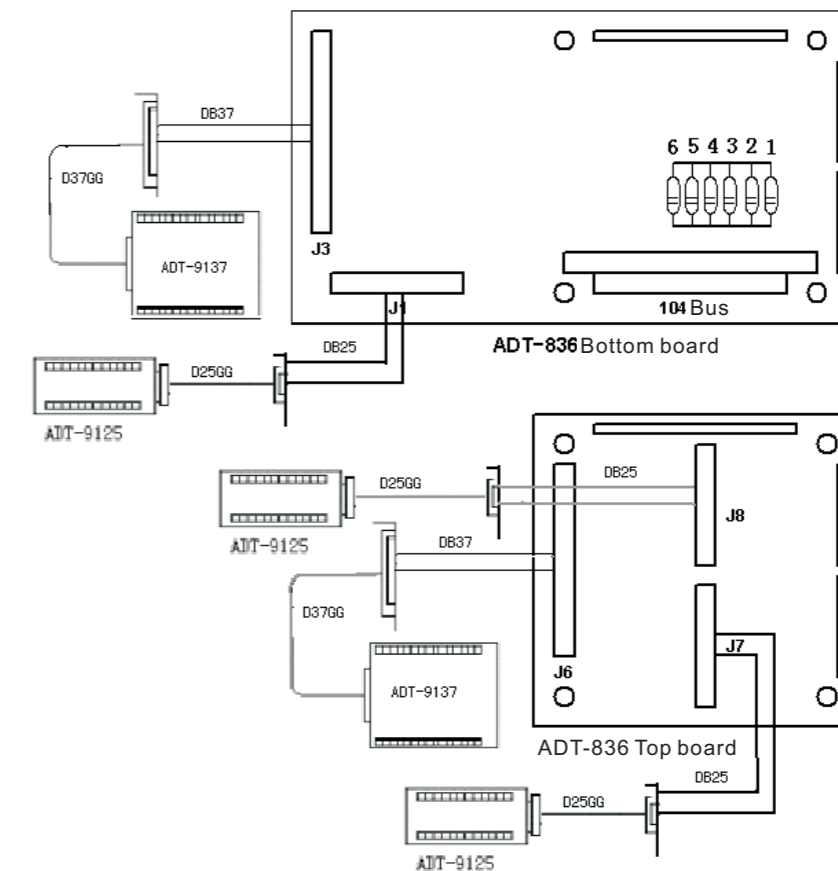 DB37
D37GG
6 5 4 3 2 1
J3
ADT-9137
J1
104 Bus
DB25
ADT-836 Bottom board
D25GG
ADT-9125
D25GG
DB25
J8
ADT-9125
DB37
D37GG
J7
J6
ADT-9137
ADT-836 Top board
DB25
D25GG
ADT-9125